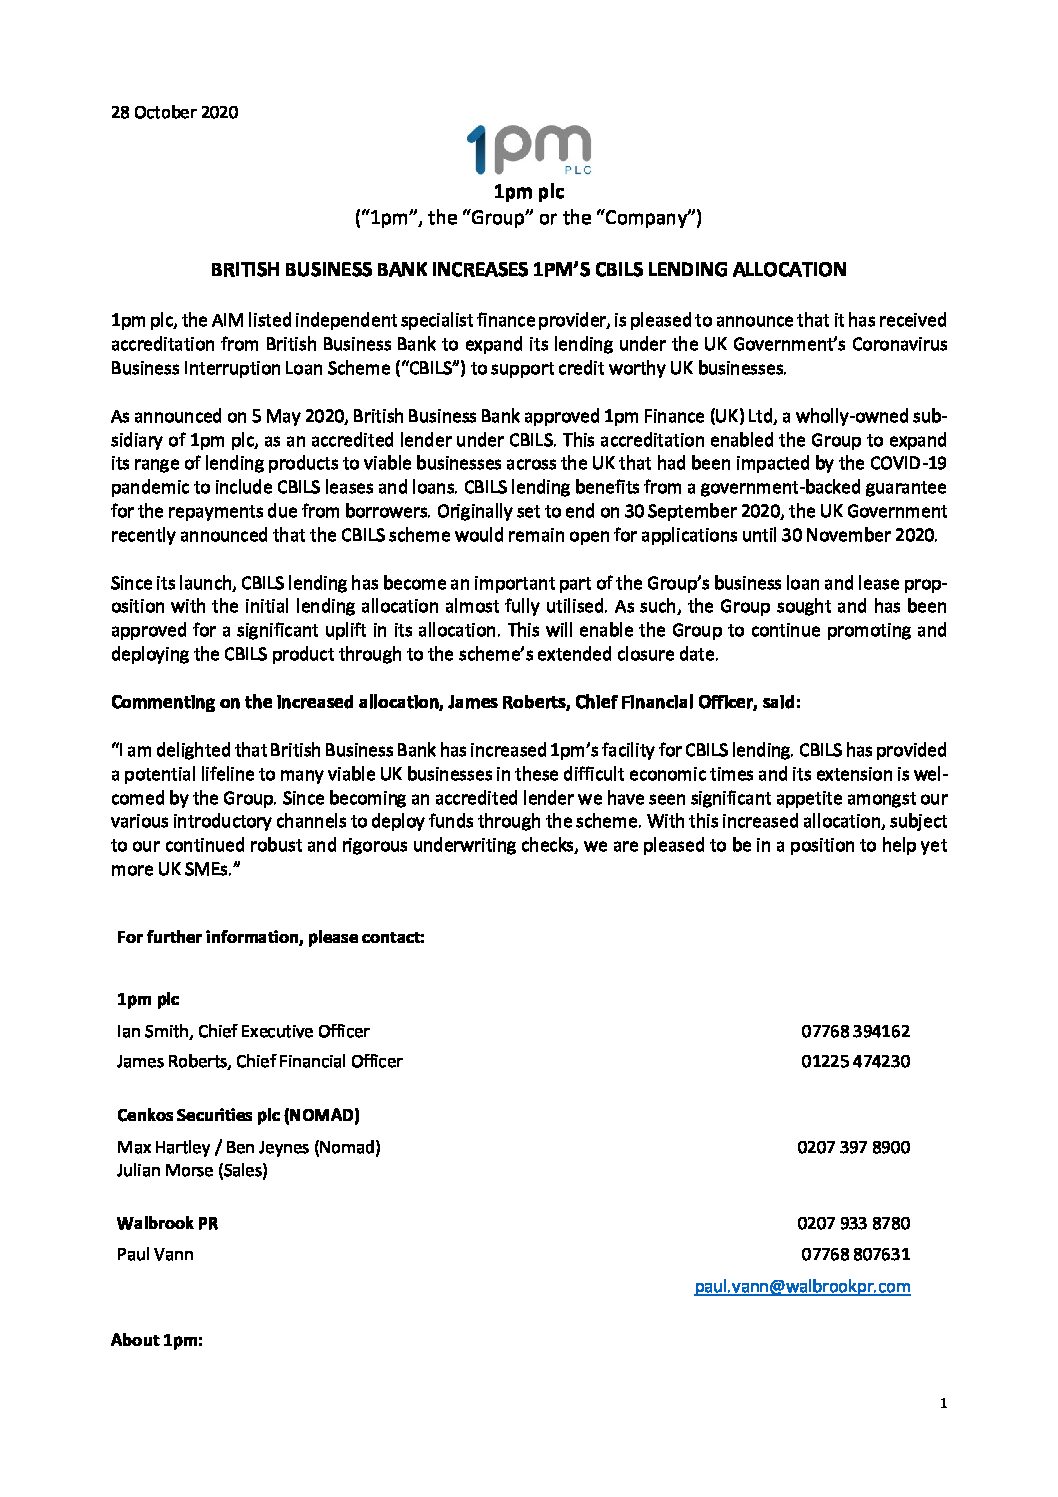 28 October 2020
1pm
PLC
1pm plc
(“1pm”, the “Group” or the “Company”)
BRITISH BUSINESS BANK INCREASES 1PM’S CBILS LENDING ALLOCATION
1pm plc, the AIM listed independent specialist finance provider, is pleased to announce that it has received
accreditation from British Business Bank to expand its lending under the UK Government’s Coronavirus
Business Interruption Loan Scheme (“CBILS”) to support credit worthy UK businesses.
As announced on 5 May 2020, British Business Bank approved 1pm Finance (UK) Ltd, a wholly-owned sub-
sidiary of 1pm plc, as an accredited lender under CBILS. This accreditation enabled the Group to expand
its range of lending products to viable businesses across the UK that had been impacted by the COVID-19
pandemic to include CBILS leases and loans. CBILS lending benefits from a government-backed guarantee
for the repayments due from borrowers. Originally set to end on 30 September 2020, the UK Government
recently announced that the CBILS scheme would remain open for applications until 30 November 2020.
Since its launch, CBILS lending has become an important part of the Group’s business loan and lease prop-
osition with the initial lending allocation almost fully utilised. As such, the Group sought and has been
approved for a significant uplift in its allocation. This will enable the Group to continue promoting and
deploying the CBILS product through to the scheme’s extended closure date.
Commenting on the increased allocation, James Roberts, Chief Financial Officer, said:
“I am delighted that British Business Bank has increased 1pm’s facility for CBILS lending. CBILS has provided
a potential lifeline to many viable UK businesses in these difficult economic times and its extension is wel-
comed by the Group. Since becoming an accredited lender we have seen significant appetite amongst our
various introductory channels to deploy funds through the scheme. With this increased allocation, subject
to our continued robust and rigorous underwriting checks, we are pleased to be in a position to help yet
more UK SMEs.”
For further information, please contact:
1pm plc
Ian Smith, Chief Executive Officer 07768 394162
James Roberts, Chief Financial Officer 01225 474230
Cenkos Securities plc (NOMAD)
Max Hartley / Ben Jeynes (Nomad) 0207 397 8900
Julian Morse (Sales)
Walbrook PR 0207 933 8780
Paul Vann 07768 807631
paul.vann@walbrookpr.com
About 1pm:
1